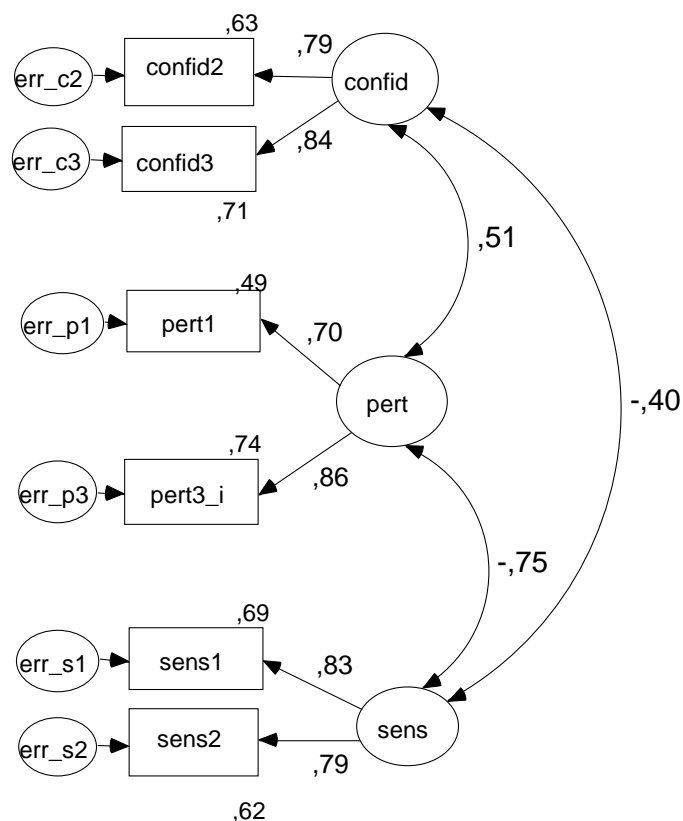 ,63
,79
err_c2
confid2
confid
err_c3
confid3
,84
,71
,51
,49
err_p1
pert1
,70
pert
-,40
,74
err_p3
pert3_i
,86
-,75
,69
err_s1
sens1
,83
err_s2
sens2
sens
,79
,62